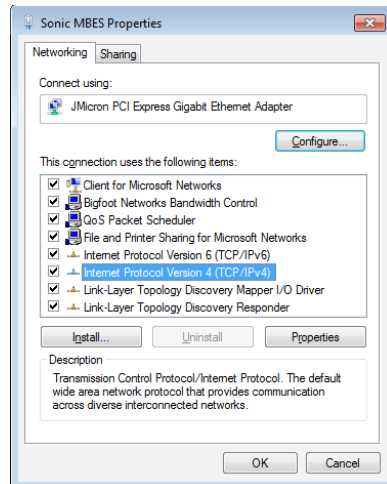 Sonic MBES Properties
Networking Sharing
Connect using:
JMicron PCI Express Gigabit Ethernet Adapter
Configure...
This connection uses the following items:
Client for Microsoft Networks
Bigfoot Networks Bandwidth Control
QoS Packet Scheduler
File and Printer Sharing for Microsoft Networks
Internet Protocol Version 6 (TCP/IPv6)
Internet Protocol Version 4 (TCP/IPv4)
Link-Layer Topology Discovery Mapper I/O Driver
Link-Layer Topology Discovery Responder
Install... Uninstall Properties
Description
Transmission Control Protocol/Internet Protocol. The default
wide area network protocol that provides communication
across diverse interconnected networks.
OK Cancel